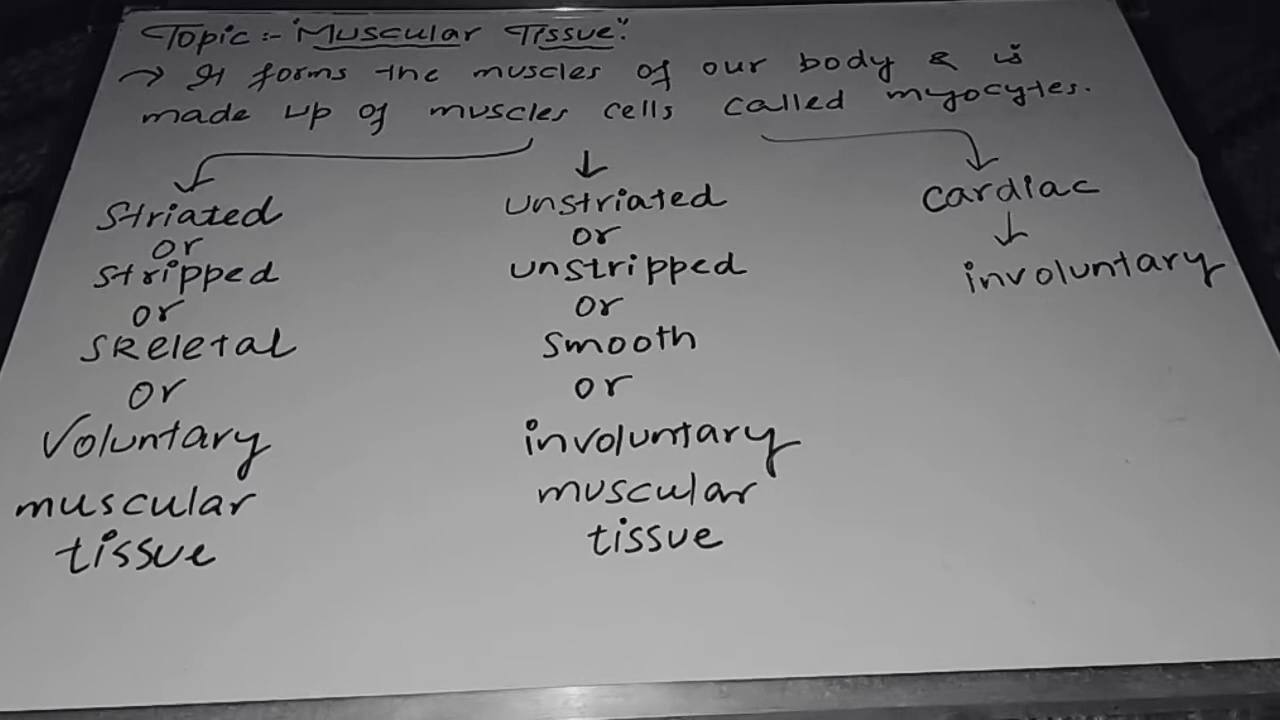 Topic:- "Muscular Tissue".
→ It forms the muscles of our body & is
made up of muscles cells called myocytes.
Striated
or
Stripped
or
Skeletal
or
Voluntary
muscular
tissue
Unstriated
or
unstripped
or
Smooth
or
involuntary
muscular
tissue
Cardiac
↓
involuntary